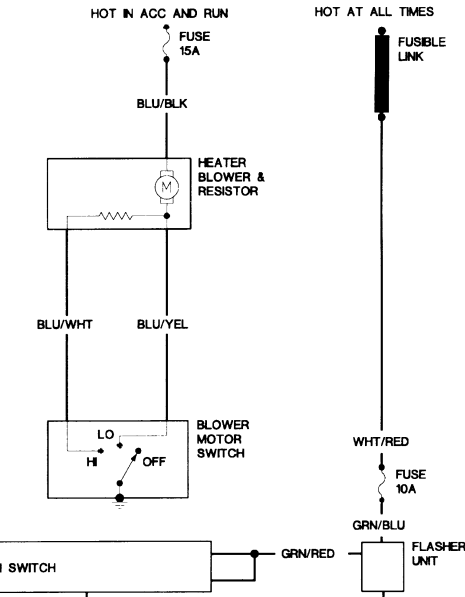 HOT IN ACC AND RUN
HOT AT ALL TIMES
FUSE
15A
FUSIBLE
LINK
BLU/BLK
HEATER
BLOWER &
RESISTOR
M
BLU/WHT
BLU/YEL
BLOWER
MOTOR
SWITCH
LO
HI
OFF
WHT/RED
FUSE
10A
GRN/BLU
GRN/RED
FLASHER
UNIT
SWITCH